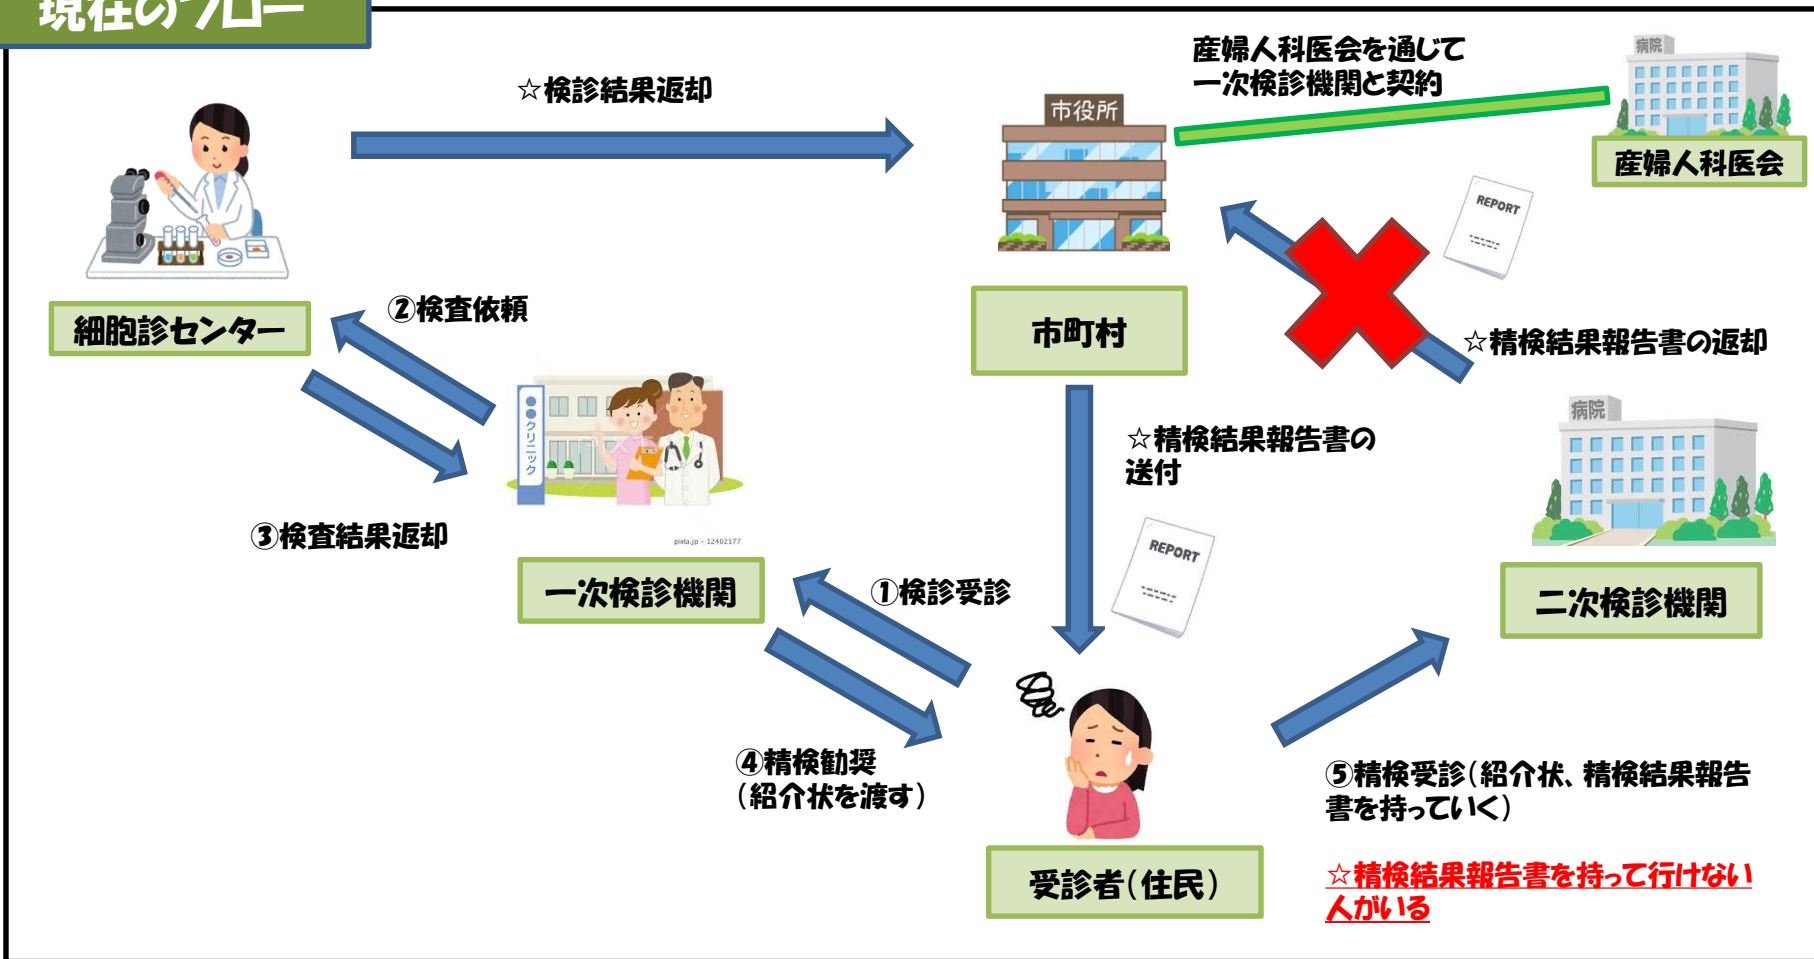 現在のフロー
☆検診結果返却
産婦人科医会を通じて
一次検診機関と契約
病院
市役所
産婦人科医会
REPORT
②検査依頼
細胞診センター
市町村
☆精検結果報告書の返却
●●クリニック
病院
☆精検結果報告書の
送付
③検査結果返却
pixta.jp - 12402177
REPORT
一次検診機関
①検診受診
二次検診機関
④精検勧奨
(紹介状を渡す)
⑤精検受診(紹介状、精検結果報告
書を持っていく)
受診者(住民)
☆精検結果報告書を持って行けない
人がいる